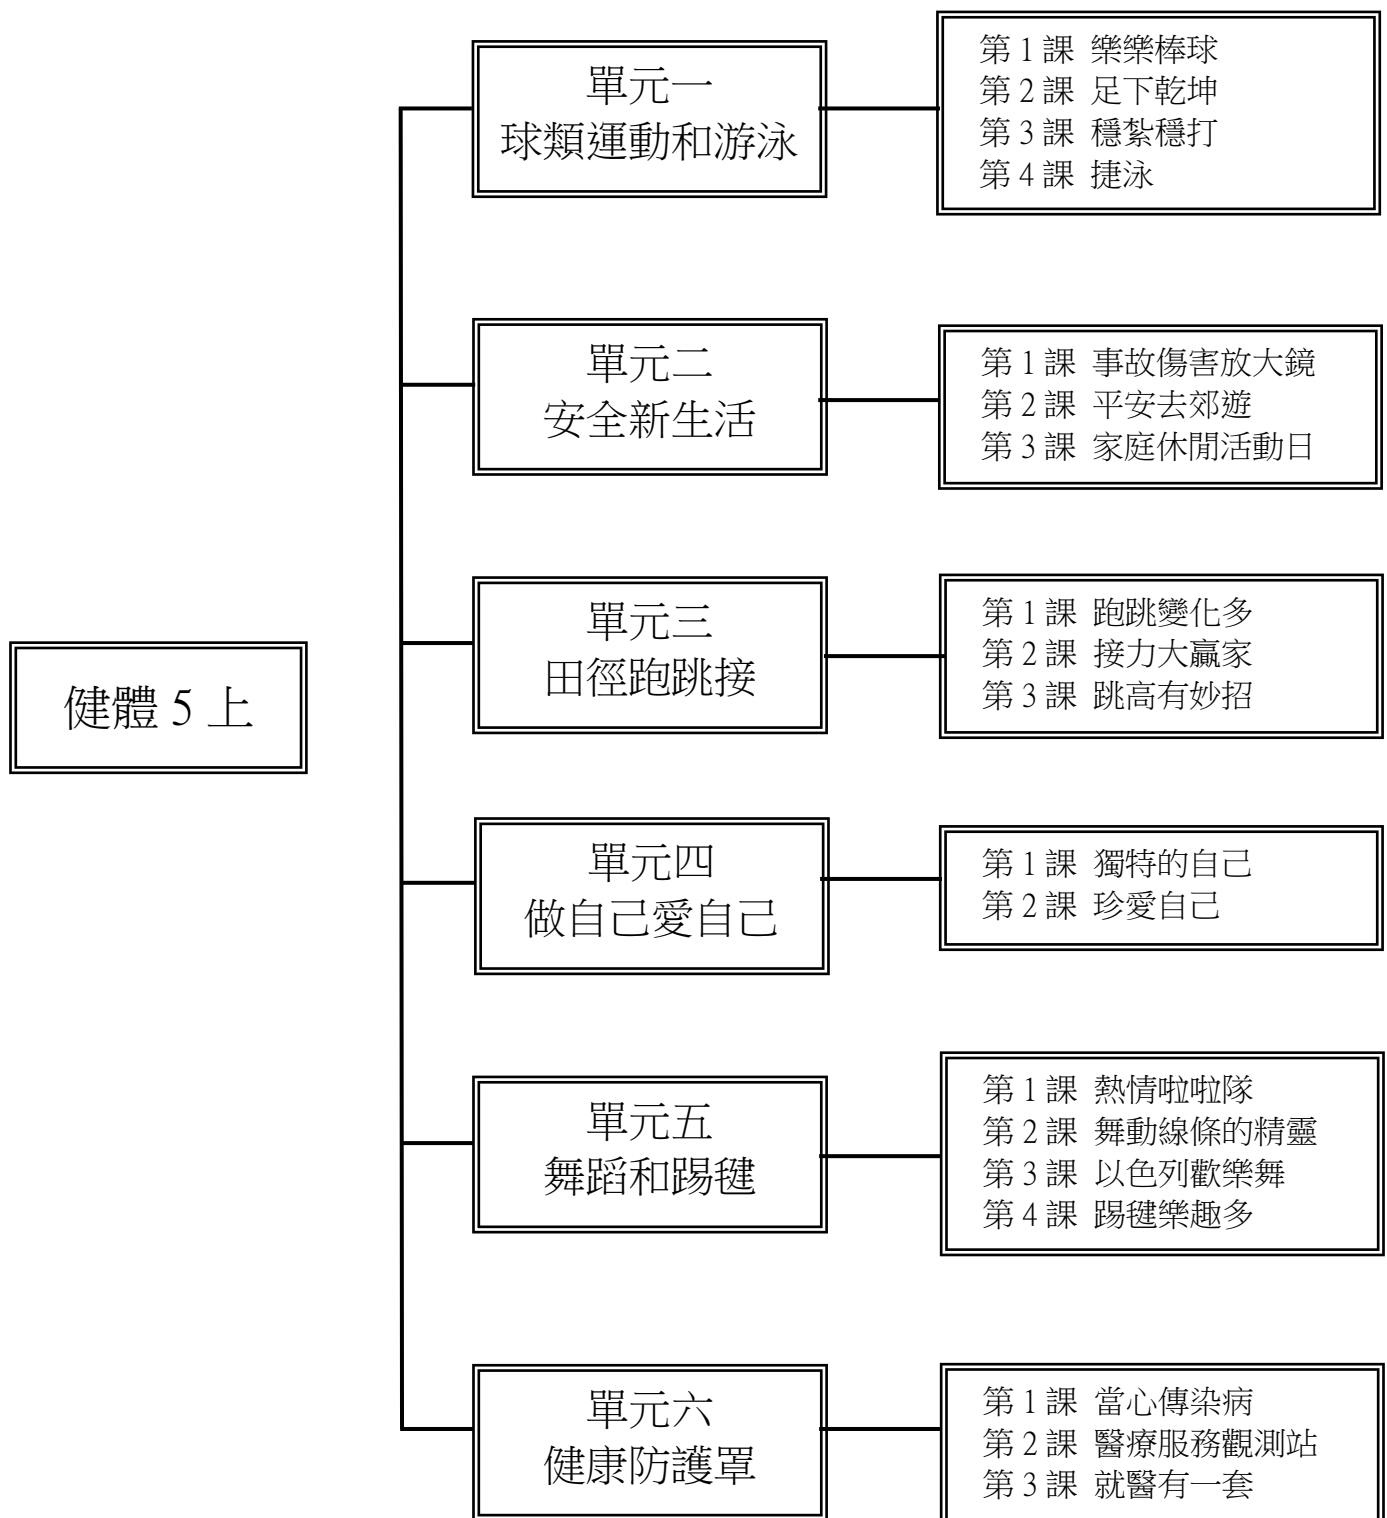 單元一
球類運動和游泳
第 1 課 樂樂棒球
第 2 課 足下乾坤
第 3 課 穩紮穩打
第 4 課 捷泳
單元二
安全新生活
第 1 課 事故傷害放大鏡
第 2 課 平安去郊遊
第 3 課 家庭休閒活動日
健體 5 上
單元三
田徑跑跳接
第 1 課 跑跳變化多
第 2 課 接力大贏家
第 3 課 跳高有妙招
單元四
做自己愛自己
第 1 課 獨特的自己
第 2 課 珍愛自己
單元五
舞蹈和踢毽
第 1 課 熱情啦啦隊
第 2 課 舞動線條的精靈
第 3 課 以色列歡樂舞
第 4 課 踢毽樂趣多
單元六
健康防護罩
第 1 課 當心傳染病
第 2 課 醫療服務觀測站
第 3 課 就醫有一套